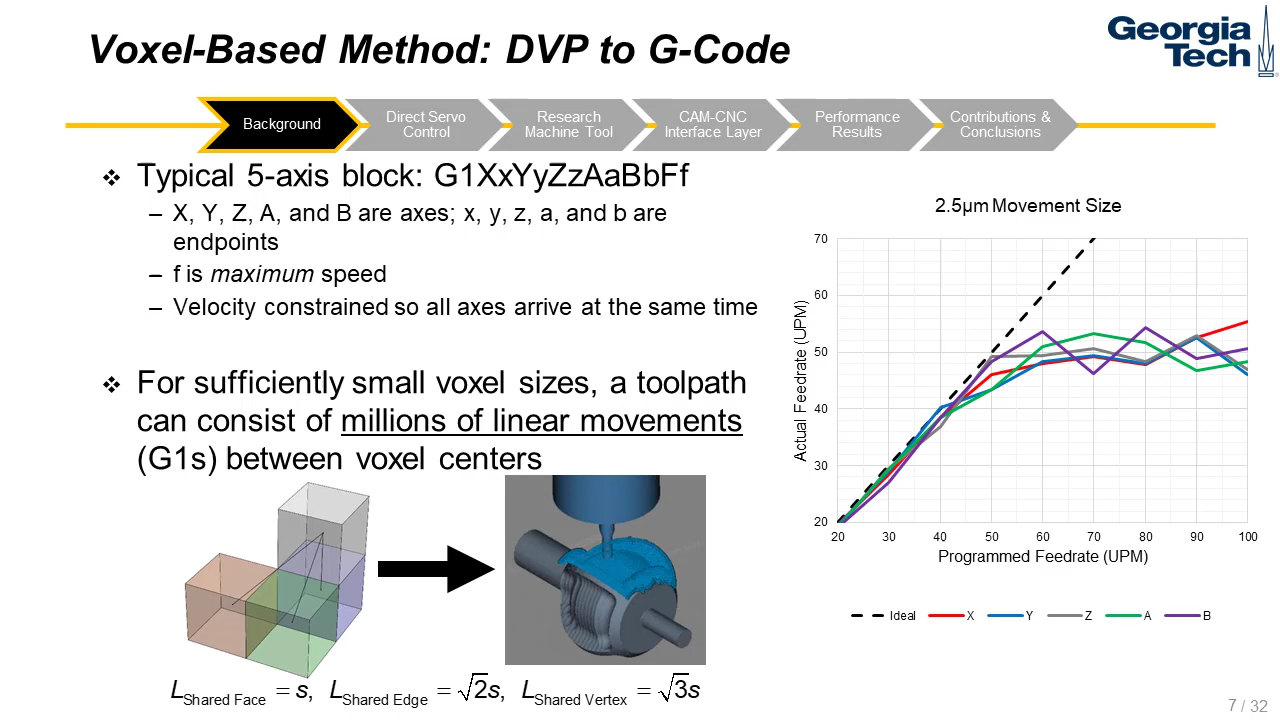 Voxel-Based Method: DVP to G-Code
Georgia
Tech
Background
Direct Servo
Control
Research
Machine Tool
CAM-CNC
Interface Layer
Performance
Results
Contributions &
Conclusions
❖ Typical 5-axis block: G1XxYyZzAaBbFf
– X, Y, Z, A, and B are axes; x, y, z, a, and b are
endpoints
– f is maximum speed
– Velocity constrained so all axes arrive at the same time
❖ For sufficiently small voxel sizes, a toolpath
can consist of millions of linear movements
(G1s) between voxel centers
L Shared Face = s, L Shared Edge = √2s, L Shared Vertex = √3s
2.5µm Movement Size
Actual Feedrate (UPM)
70
60
50
40
30
20
20 30 40 50 60 70 80 90 100
Programmed Feedrate (UPM)
Ideal X Y Z A B
7 / 32